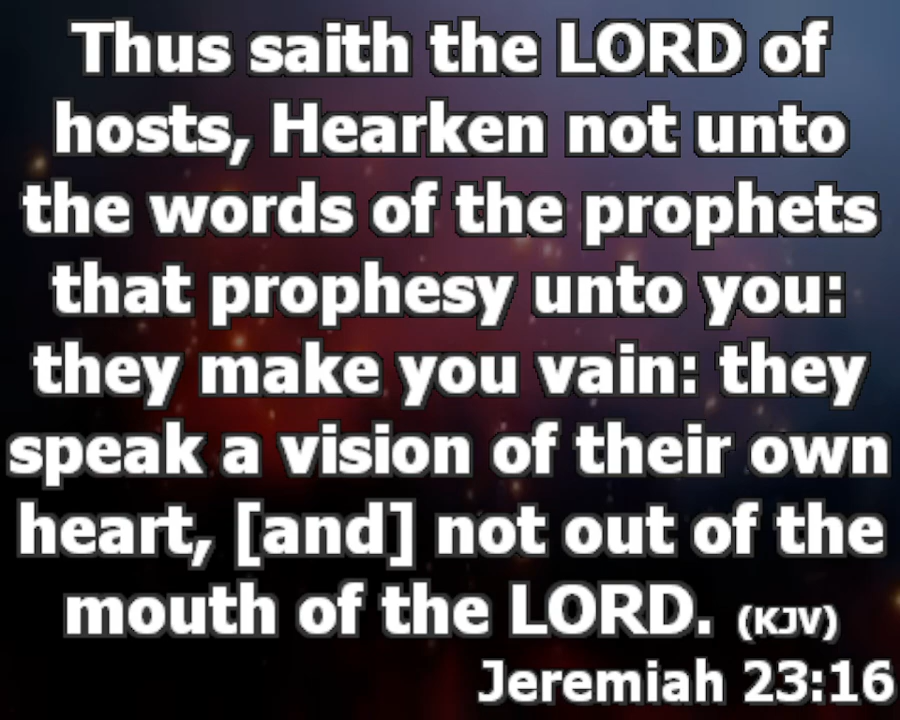 Thus saith the LORD of
hosts, Hearken not unto
the words of the prophets
that prophesy unto you:
they make you vain: they
speak a vision of their own
heart, [and] not out of the
mouth of the LORD. (KJV)
Jeremiah 23:16